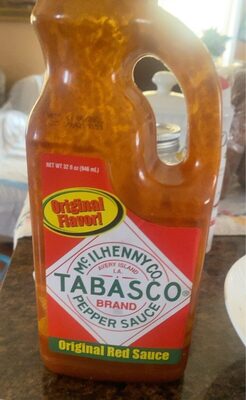 NET WT 32 fl oz (946 mL)
Original
Flavor!
McILHENNY CO.
AVERY ISLAND
LA.
TABASCO®
BRAND
PEPPER SAUCE
Original Red Sauce